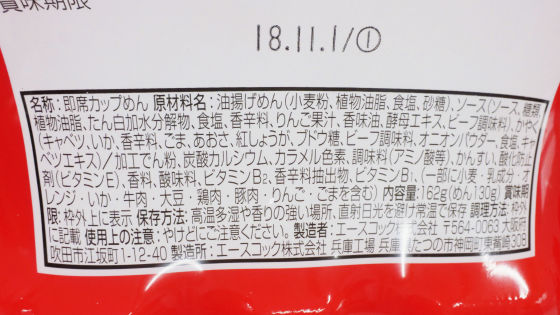 賞味期限
18.11.1/①
名称：即席カップめん 原材料名：油揚げめん(小麦粉、植物油脂、食塩、砂糖)、ソース(ソース、糖類、
植物油脂、たん白加水分解物、食塩、香辛料、りんご果汁、香味油、酵母エキス、ビーフ調味料)、かやく
(キャベツ、いか、香辛料、ごま、あおさ、紅しょうが、ブドウ糖、ビーフ調味料、オニオンパウダー、食塩、キャ
ベツエキス)/加工でん粉、炭酸カルシウム、カラメル色素、調味料(アミノ酸等)、かんすい、酸化防止
剤(ビタミンE)、香料、酸味料、ビタミンB₂、香辛料抽出物、ビタミンB₁、(一部に小麦・乳成分・オ
レンジ・いか・牛肉・大豆・鶏肉・豚肉・りんご・ごまを含む) 内容量：162g(めん130g) 賞味期
限：枠外上に表示 保存方法：高温多湿や香りの強い場所、直射日光を避け常温で保存 調理方法：枠外
に記載 使用上の注意：やけどにご注意ください。 製造者：エースコック株式会社 〒564-0063 大阪府
吹田市江坂町1-12-40 製造所：エースコック株式会社 兵庫工場 兵庫県たつの市神岡町東觜崎308